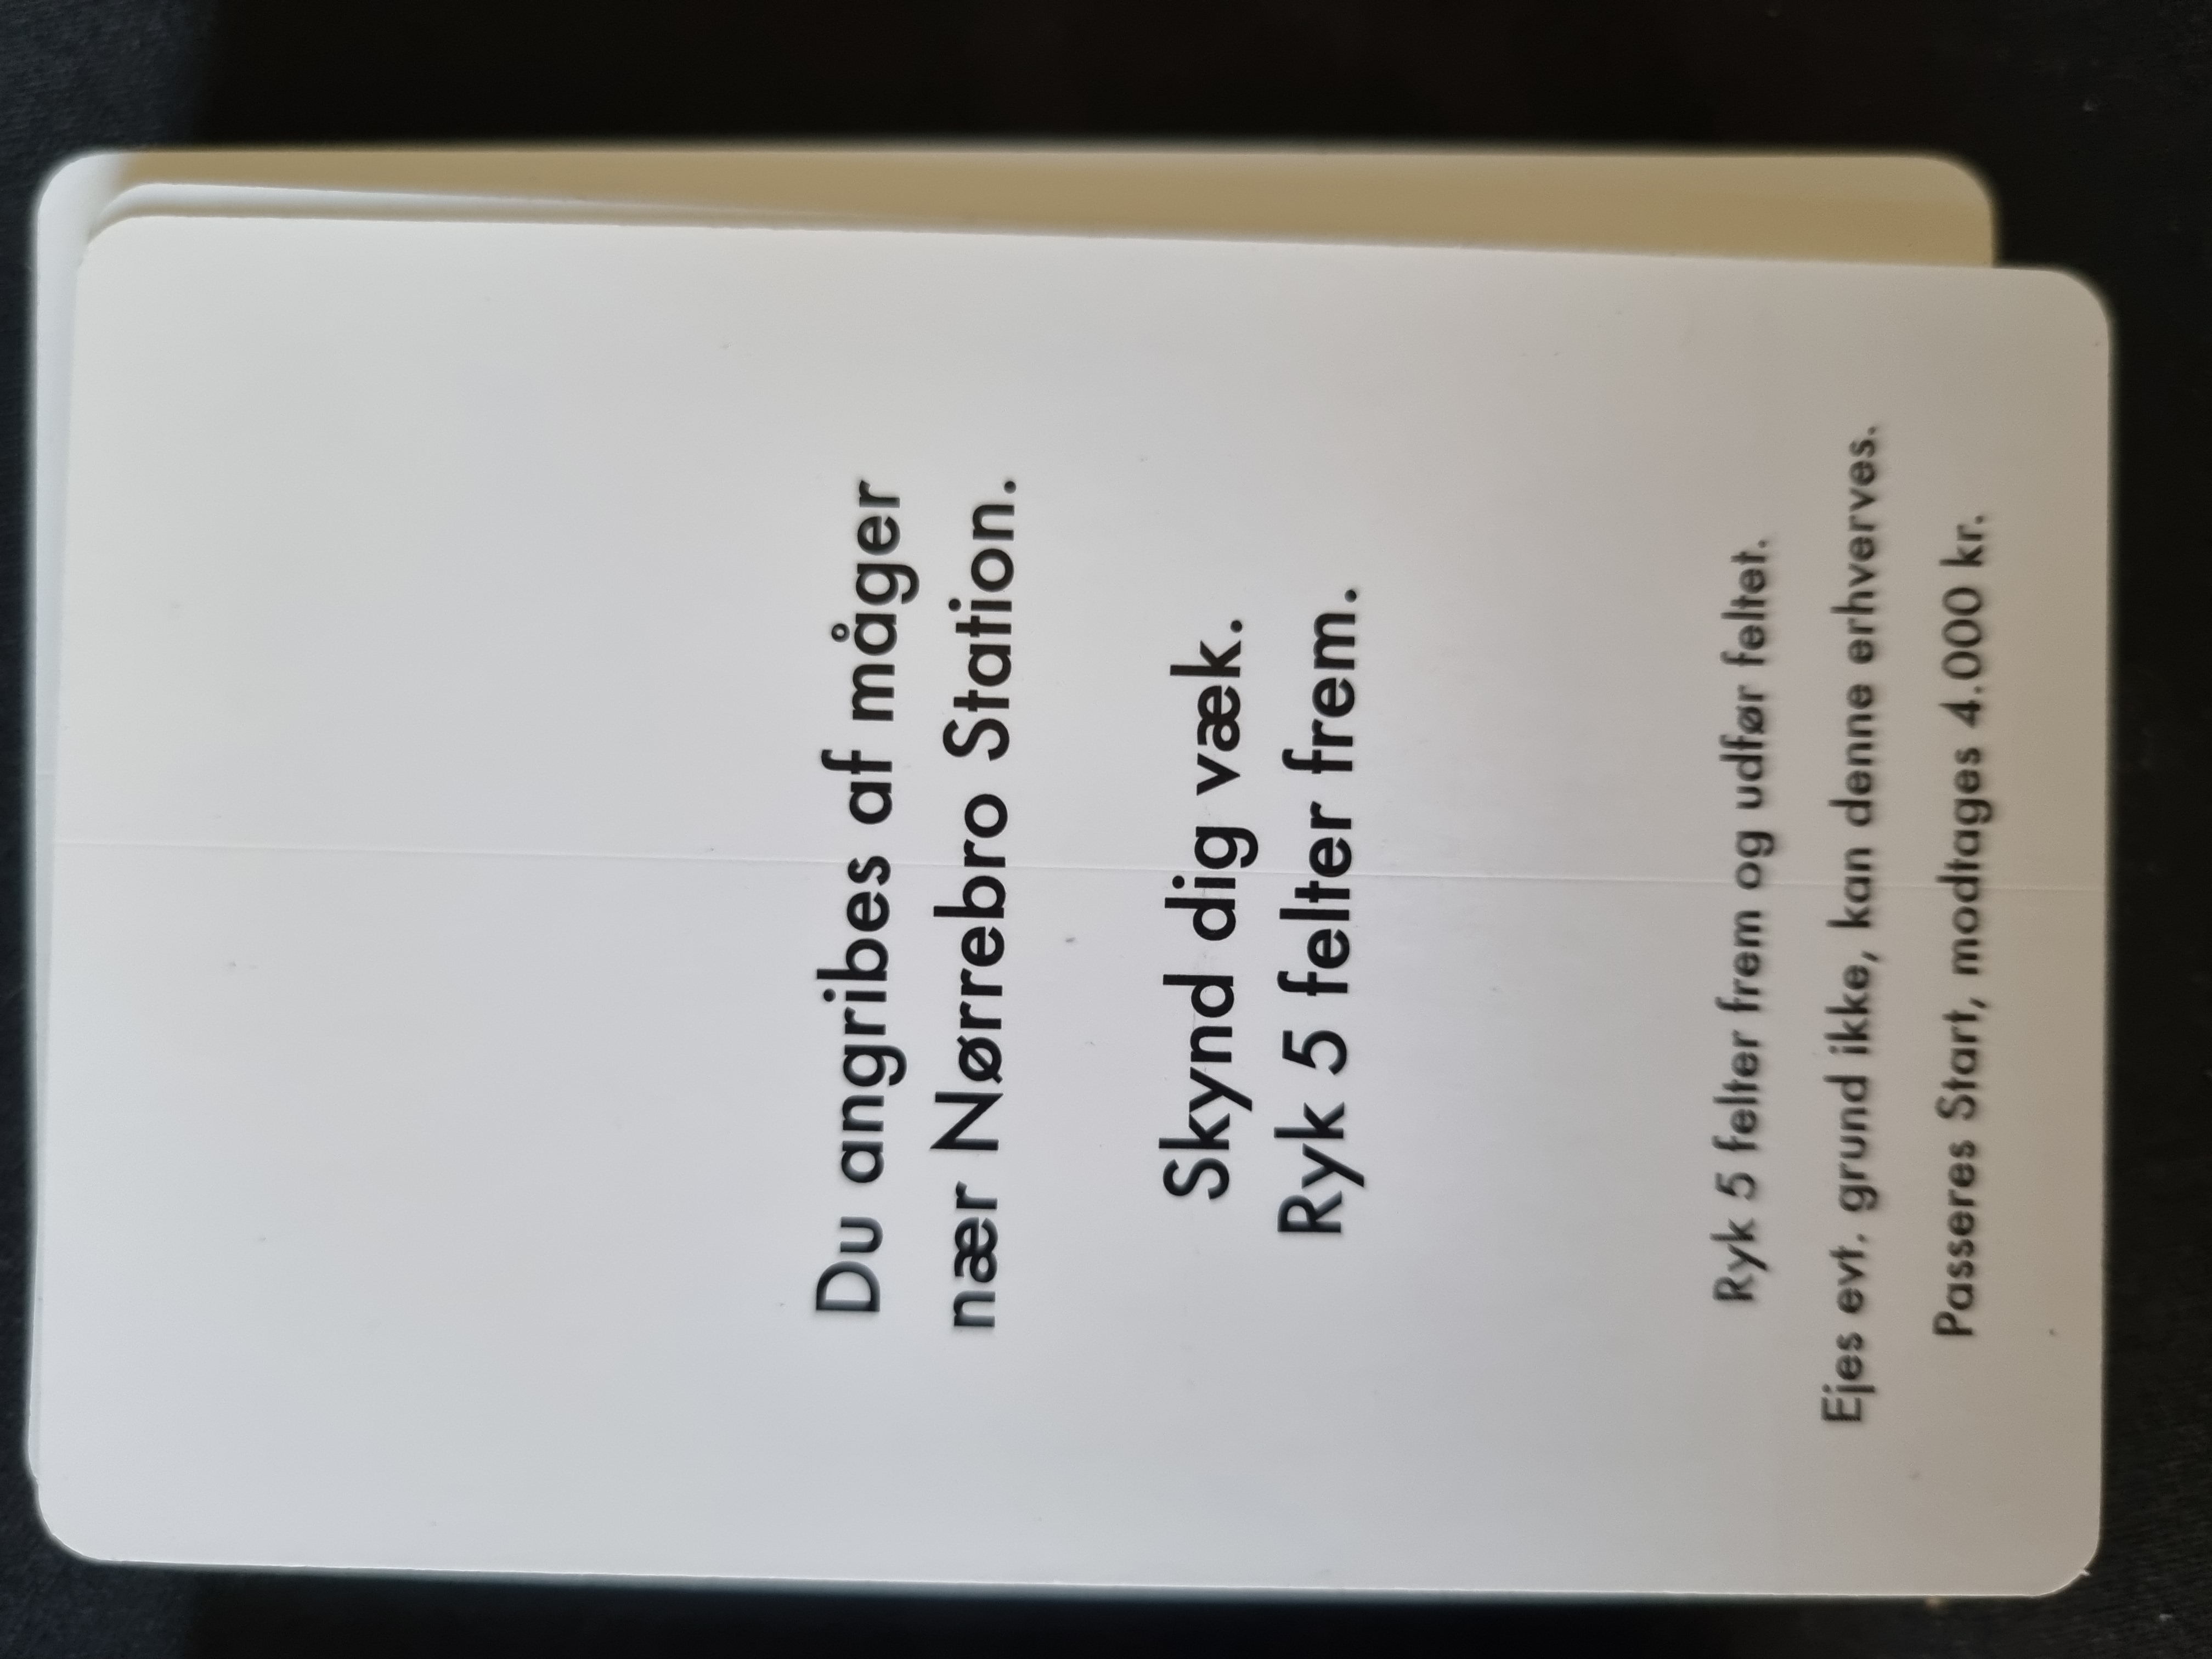 Du angribes af måger
nær Nørrebro Station.
Skynd dig væk.
Ryk 5 felter frem.
Ryk 5 felter frem og udfør feltet.
Ejes evt. grund ikke, kan denne erhverves.
Passeres Start, modtages 4.000 kr.